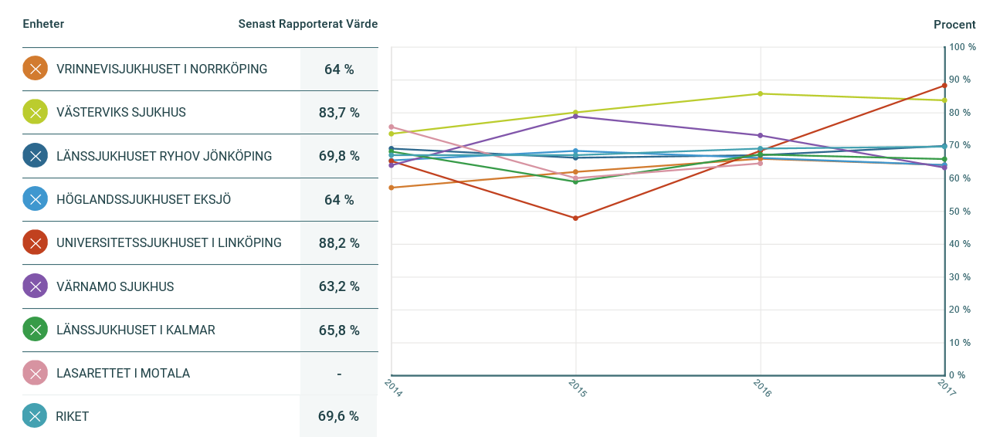 Enheter Senast Rapporterat Värde
Procent
VRINNEVISJUKHUSET I NORRKÖPING 64 %
VÄSTERVIKS SJUKHUS 83,7 %
LÄNSSJUKHUSET RYHOV JÖNKÖPING 69,8 %
HÖGLANDSSJUKHUSET EKSJÖ 64 %
UNIVERSITETSSJUKHUSET I LINKÖPING 88,2 %
VÄRNAMO SJUKHUS 63,2 %
LÄNSSJUKHUSET I KALMAR 65,8 %
LASARETTET I MOTALA -
RIKET 69,6 %
100 %
90 %
80 %
70 %
60 %
50 %
40 %
30 %
20 %
10 %
0 %
2014 2015 2016 2017